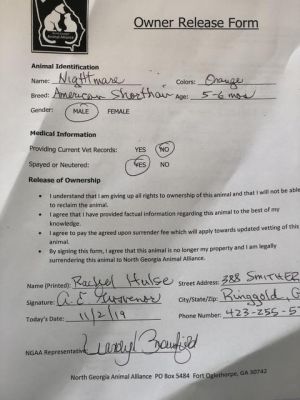 Owner Release Form
Animal Alliance
Animal Identification
Name: Nightmare Colors: Orange
Breed: American Shorthair Age: 5-6 mos
Gender: MALE FEMALE
Medical Information
Providing Current Vet Records: YES NO
Spayed or Neutered: YES NO
Release of Ownership
• I understand that I am giving up all rights to ownership of this animal and that I will not be able
to reclaim the animal.
• I agree that I have provided factual information regarding this animal to the best of my
knowledge.
• I agree to pay the agreed upon surrender fee which will apply towards updated vetting of this
animal.
• By signing this form, I agree that this animal is no longer my property and I am legally
surrendering this animal to North Georgia Animal Alliance.
Name (Printed): Rachel Hulse Street Address: 388 SMITHER
Signature: City/State/Zip: Ringgold, G
Today's Date: 11/2/19 Phone Number: 423-255-5
NGAA Representative
North Georgia Animal Alliance PO Box 5484 Fort Oglethorpe, GA 30742